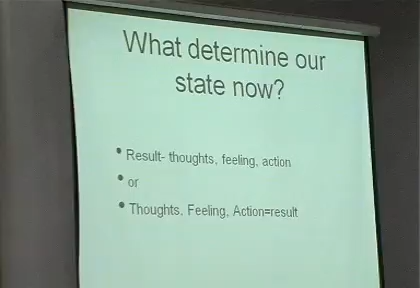 What determine our
state now?
• Result- thoughts, feeling, action
• or
• Thoughts, Feeling, Action=result